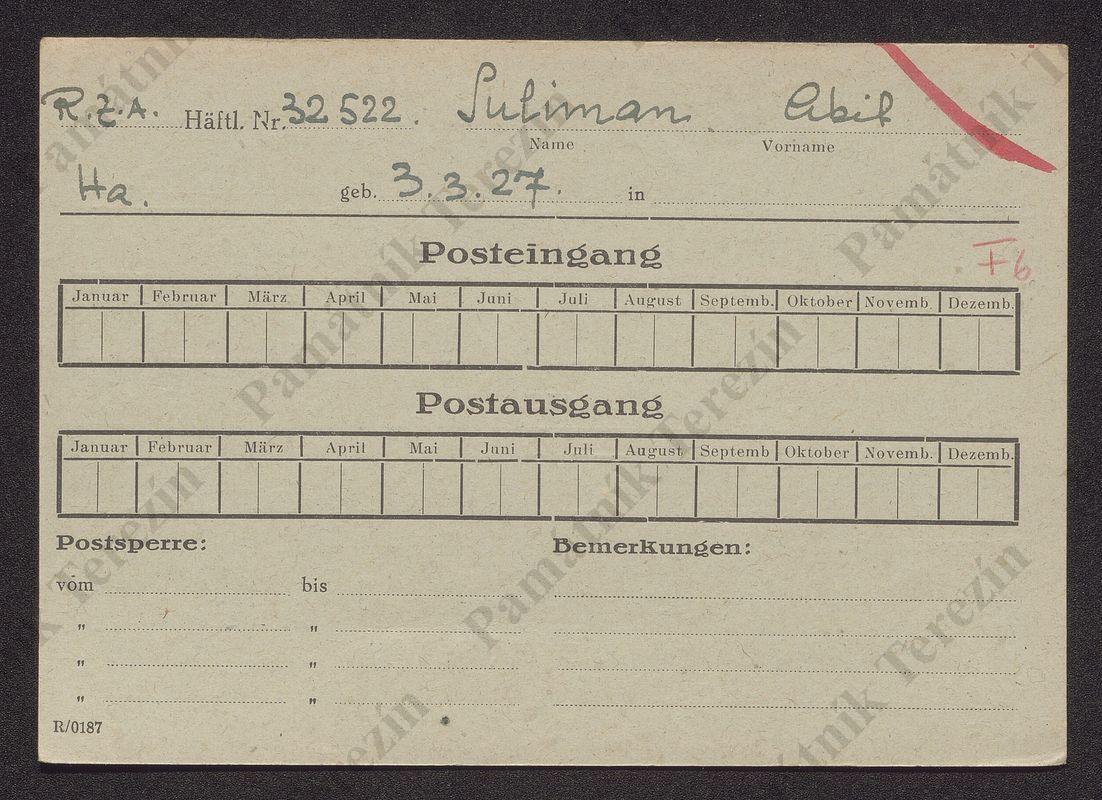 R.Z.A. Häftl. Nr. 32522. Suliman Abil
Name Vorname
Ha. geb. 3.3.27. in
Posteingang
F6
Januar Februar März April Mai Juni Juli August Septemb. Oktober Novemb. Dezemb.
Postausgang
Januar Februar März April Mai Juni Juli August Septemb Oktober Novemb. Dezemb.
Postsperre: Bemerkungen:
vom bis
" "
" "
" "
R/0187
Památník Terezín